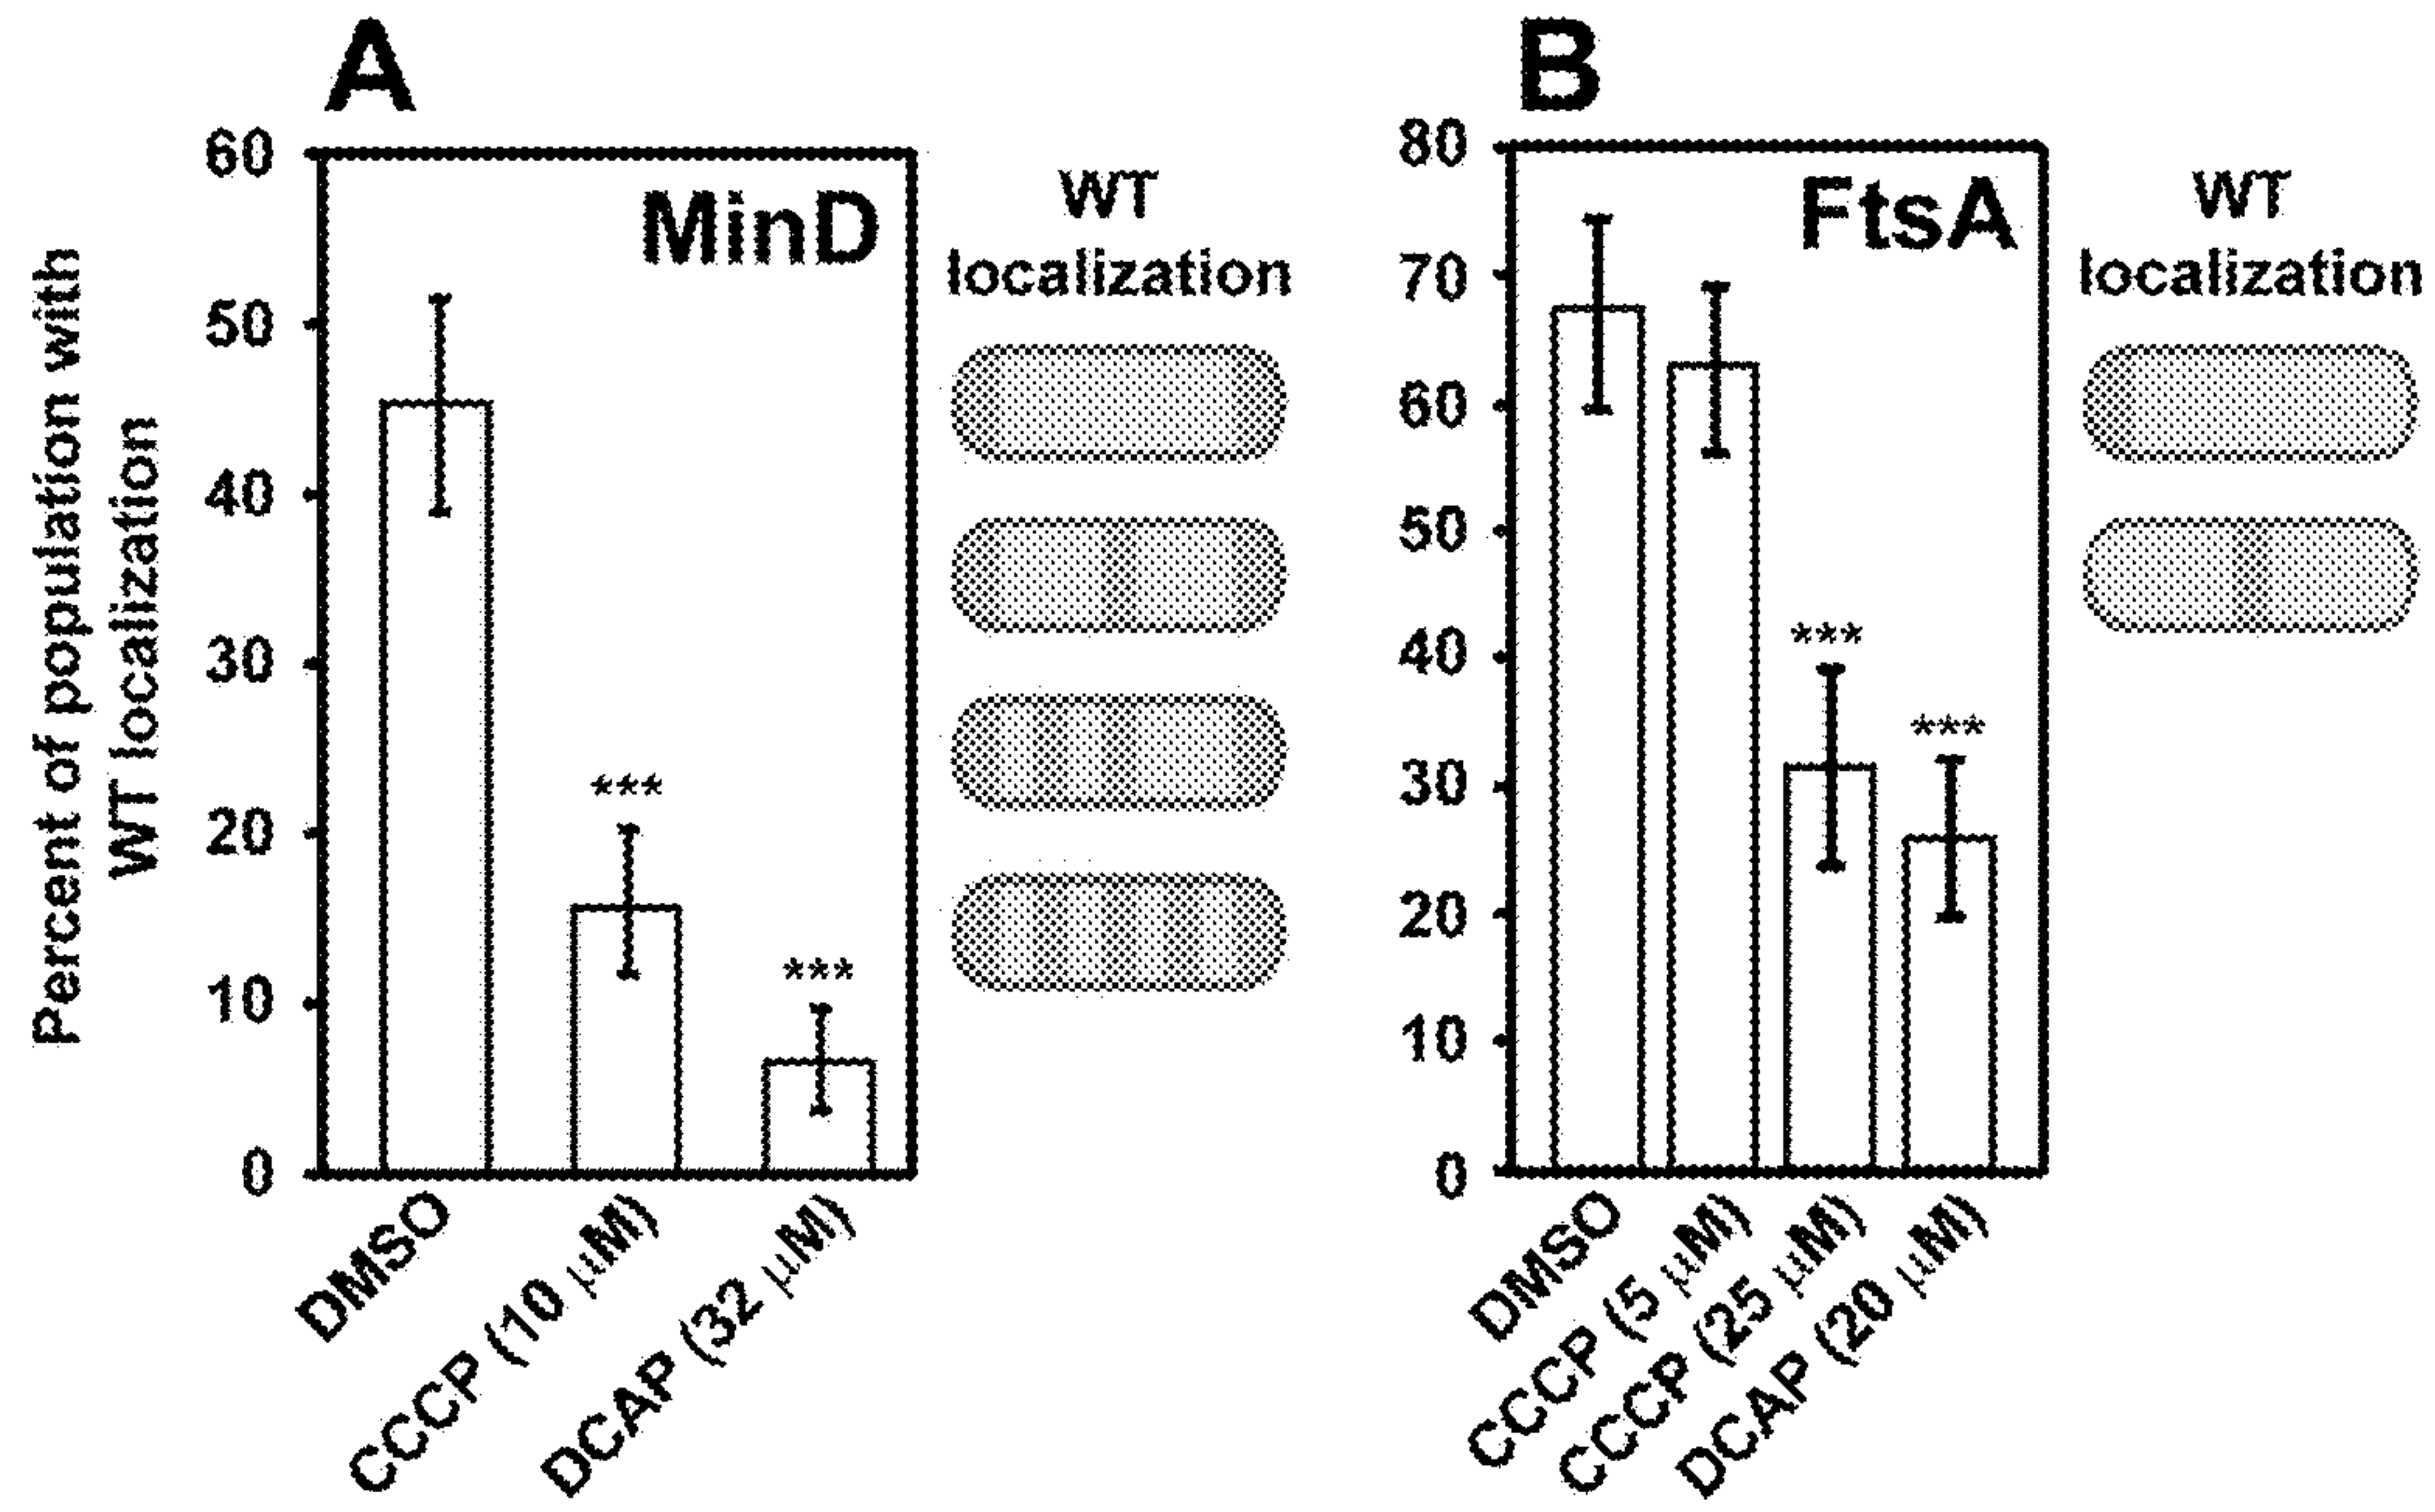 A
Percent of population with
WT localization
60
50
40
30
20
10
0
MinD
***
***
DMSO
CCCP (10 μM)
DCAP (32 μM)
WT
localization
B
80
70
60
50
40
30
20
10
0
FtsA
***
***
DMSO
CCCP (5 μM)
CCCP (25 μM)
DCAP (20 μM)
WT
localization